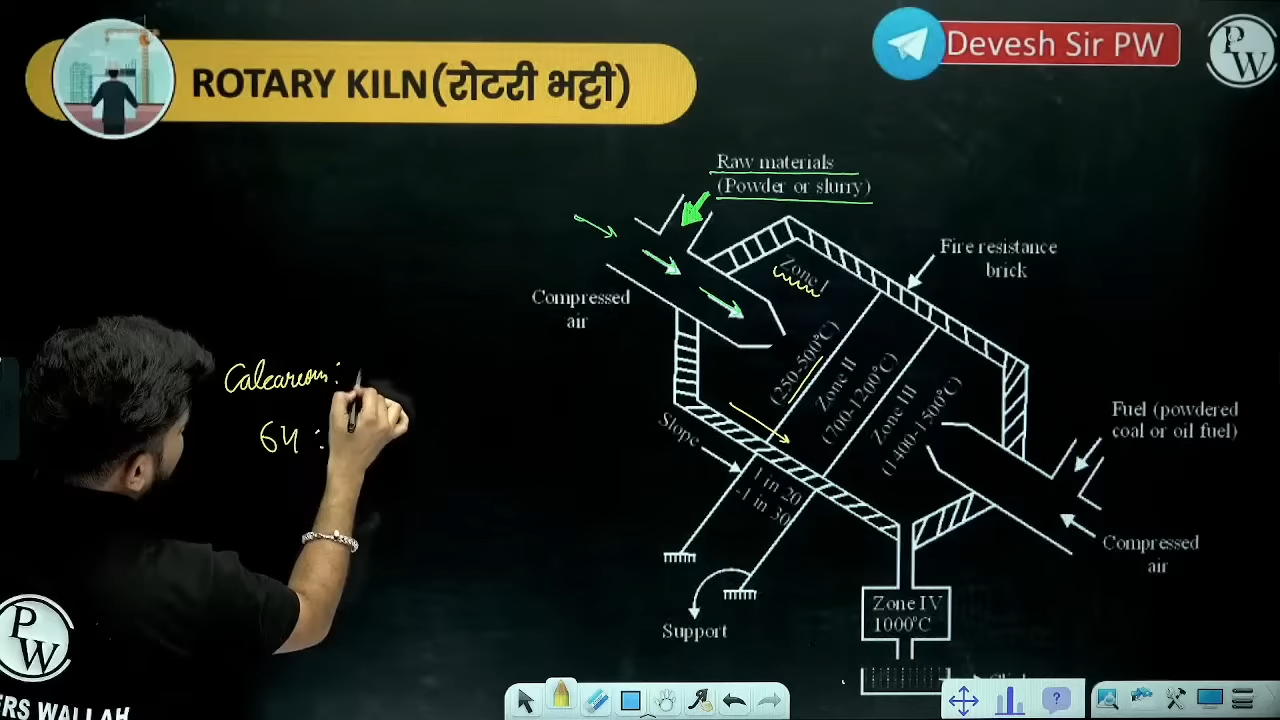 ROTARY KILN(रोटरी भट्टी)
Devesh Sir PW
PW
Raw materials
(Powder or slurry)
Fire resistance
brick
Zone I
Compressed
air
(250-500°C)
Zone II
(700-1200°C)
Zone III
(1400-1500°C)
Calcareous :
64 :
Fuel (powdered
coal or oil fuel)
Slope
1 in 20
-1 in 30
Compressed
air
Zone IV
1000°C
Support
PW
ERS WALLAH